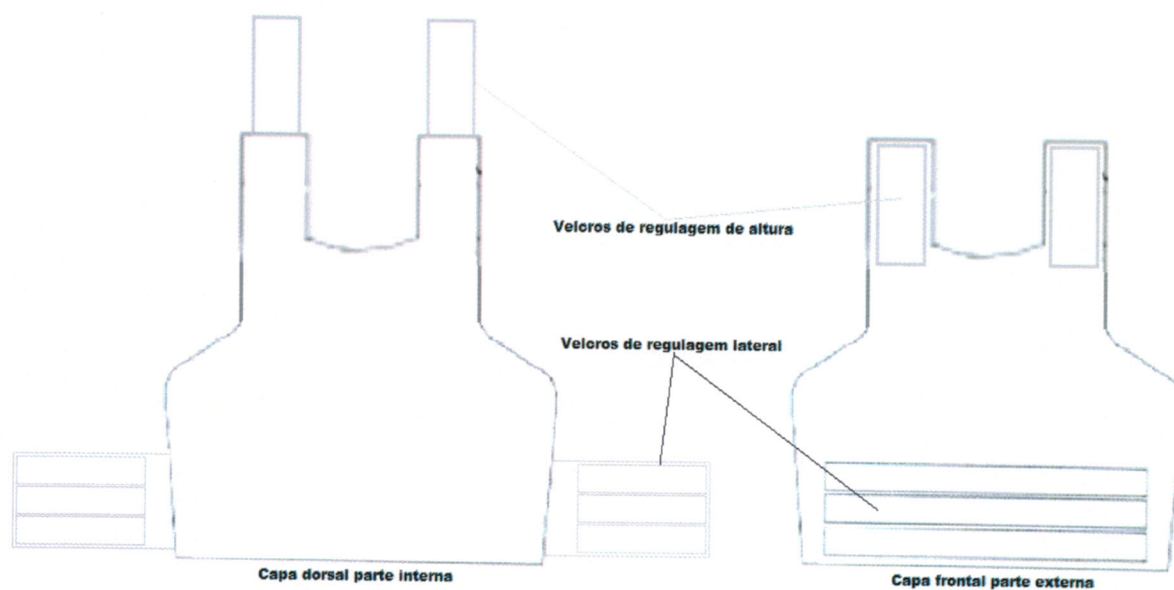 Velcros de regulagem de altura
Velcros de regulagem lateral
Capa dorsal parte interna
Capa frontal parte externa